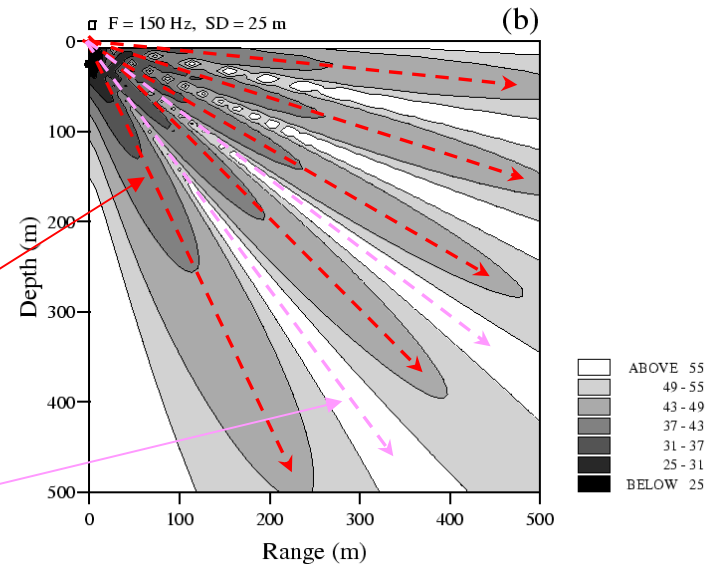 α F = 150 Hz, SD = 25 m
(b)
0
100
200
300
400
500
Depth (m)
0 100 200 300 400 500
Range (m)
ABOVE 55
49 - 55
43 - 49
37 - 43
31 - 37
25 - 31
BELOW 25